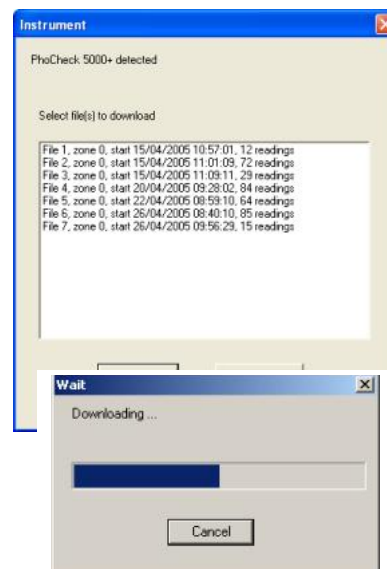 Instrument
PhoCheck 5000+ detected
Select file(s) to download
File 1, zone 0, start 15/04/2005 10:57:01, 12 readings
File 2, zone 0, start 15/04/2005 11:01:09, 72 readings
File 3, zone 0, start 15/04/2005 11:09:11, 29 readings
File 4, zone 0, start 20/04/2005 09:28:02, 84 readings
File 5, zone 0, start 22/04/2005 08:59:10, 64 readings
File 6, zone 0, start 26/04/2005 08:40:10, 85 readings
File 7, zone 0, start 26/04/2005 09:56:29, 15 readings
Wait
Downloading ...
Cancel